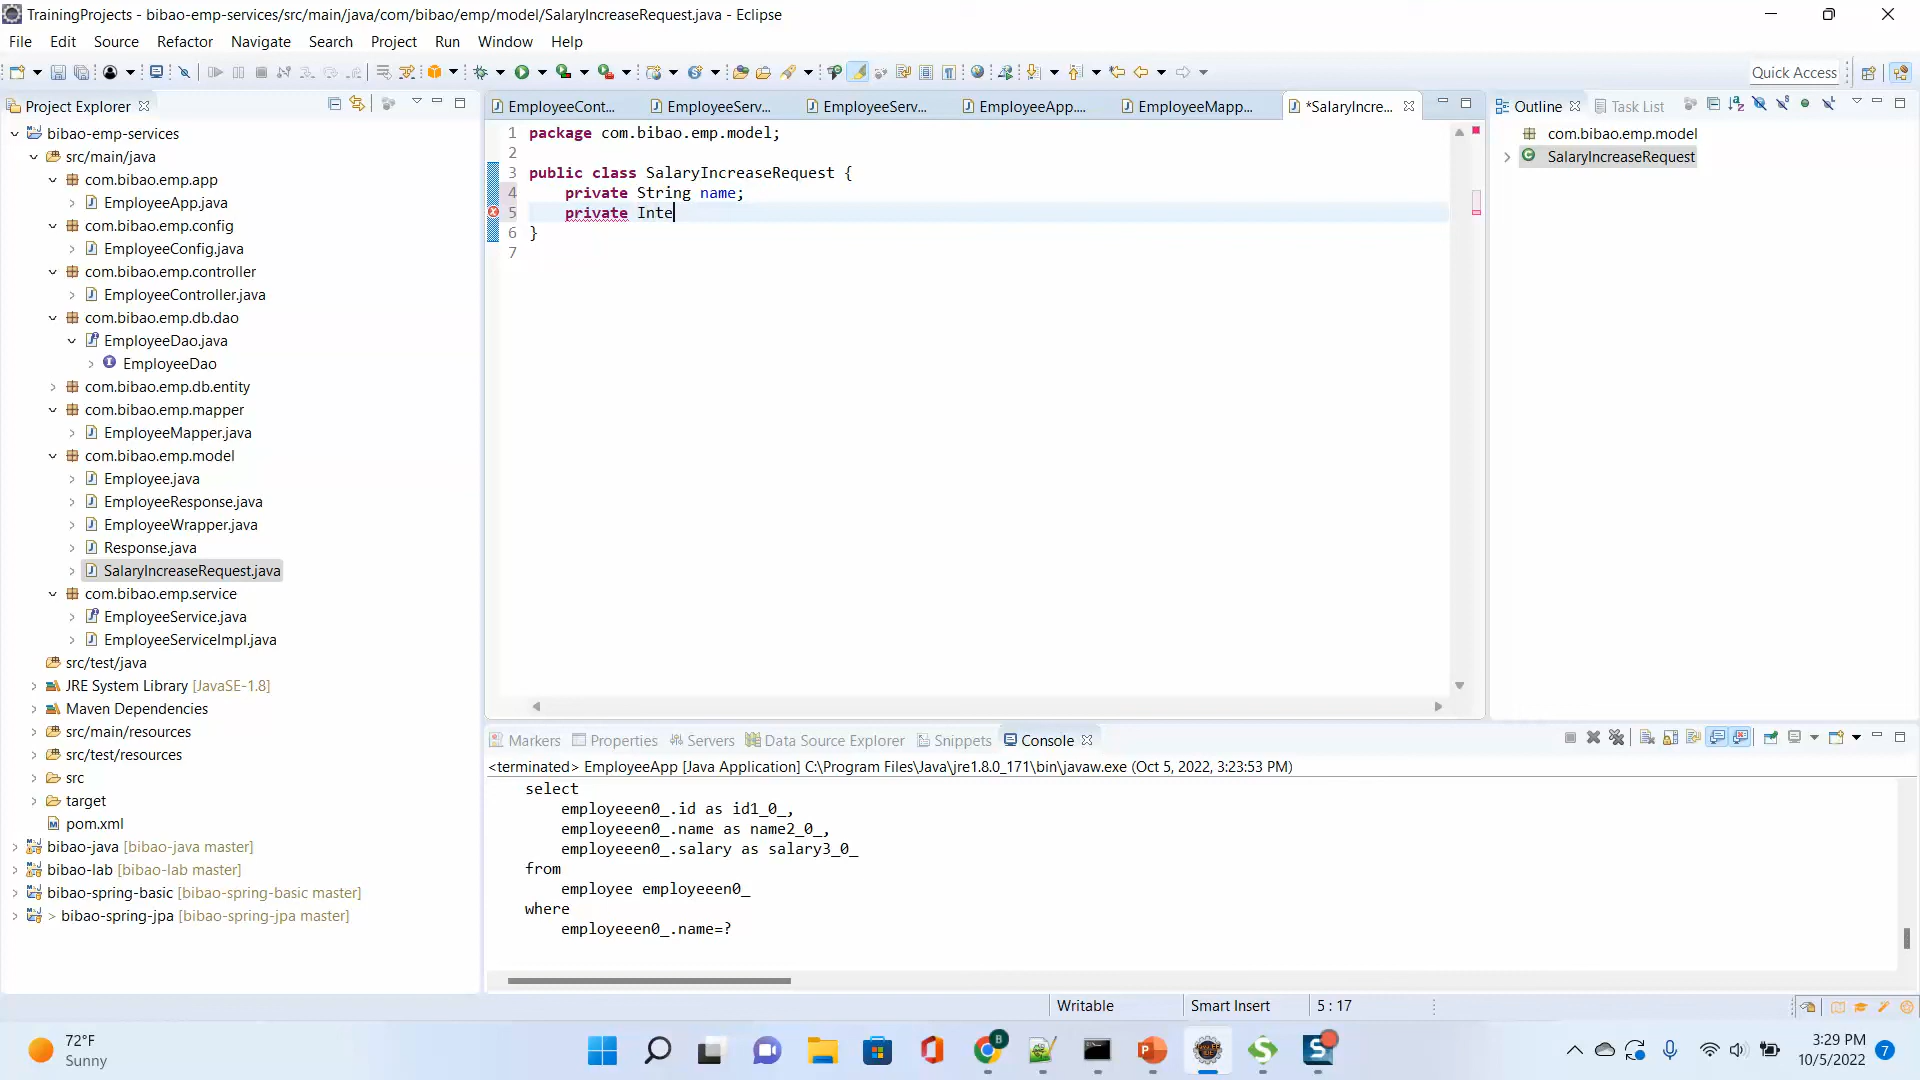 TrainingProjects - bibao-emp-services/src/main/java/com/bibao/emp/model/SalaryIncreaseRequest.java - Eclipse
File Edit Source Refactor Navigate Search Project Run Window Help
Quick Access
Project Explorer
bibao-emp-services
src/main/java
com.bibao.emp.app
EmployeeApp.java
com.bibao.emp.config
EmployeeConfig.java
com.bibao.emp.controller
EmployeeController.java
com.bibao.emp.db.dao
EmployeeDao.java
EmployeeDao
com.bibao.emp.db.entity
com.bibao.emp.mapper
EmployeeMapper.java
com.bibao.emp.model
Employee.java
EmployeeResponse.java
EmployeeWrapper.java
Response.java
SalaryIncreaseRequest.java
com.bibao.emp.service
EmployeeService.java
EmployeeServiceImpl.java
src/test/java
JRE System Library [JavaSE-1.8]
Maven Dependencies
src/main/resources
src/test/resources
src
target
pom.xml
bibao-java [bibao-java master]
bibao-lab [bibao-lab master]
bibao-spring-basic [bibao-spring-basic master]
> bibao-spring-jpa [bibao-spring-jpa master]
EmployeeCont... EmployeeServ... EmployeeServ... EmployeeApp.... EmployeeMapp... *SalaryIncre...
1 package com.bibao.emp.model;
2
3 public class SalaryIncreaseRequest {
4 private String name;
5 private Inte
6 }
7
Outline Task List
com.bibao.emp.model
SalaryIncreaseRequest
Markers Properties Servers Data Source Explorer Snippets Console
<terminated> EmployeeApp [Java Application] C:\Program Files\Java\jre1.8.0_171\bin\javaw.exe (Oct 5, 2022, 3:23:53 PM)
select
employeeen0_.id as id1_0_,
employeeen0_.name as name2_0_,
employeeen0_.salary as salary3_0_
from
employee employeeen0_
where
employeeen0_.name=?
Writable Smart Insert 5 : 17
72°F
Sunny
3:29 PM
10/5/2022
7